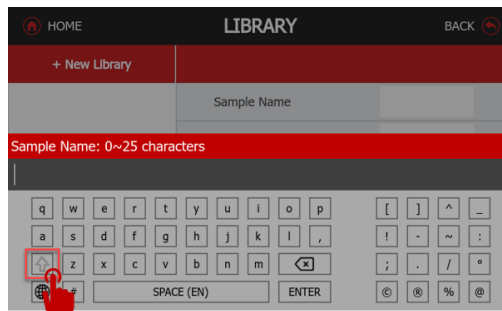 HOME LIBRARY BACK
+ New Library
Sample Name
Sample Name: 0~25 characters
q w e r t y u i o p [ ] ^ _
a s d f g h j k l , ! - ~ :
z x c v b n m ; . / °
# SPACE (EN) ENTER © ® % @